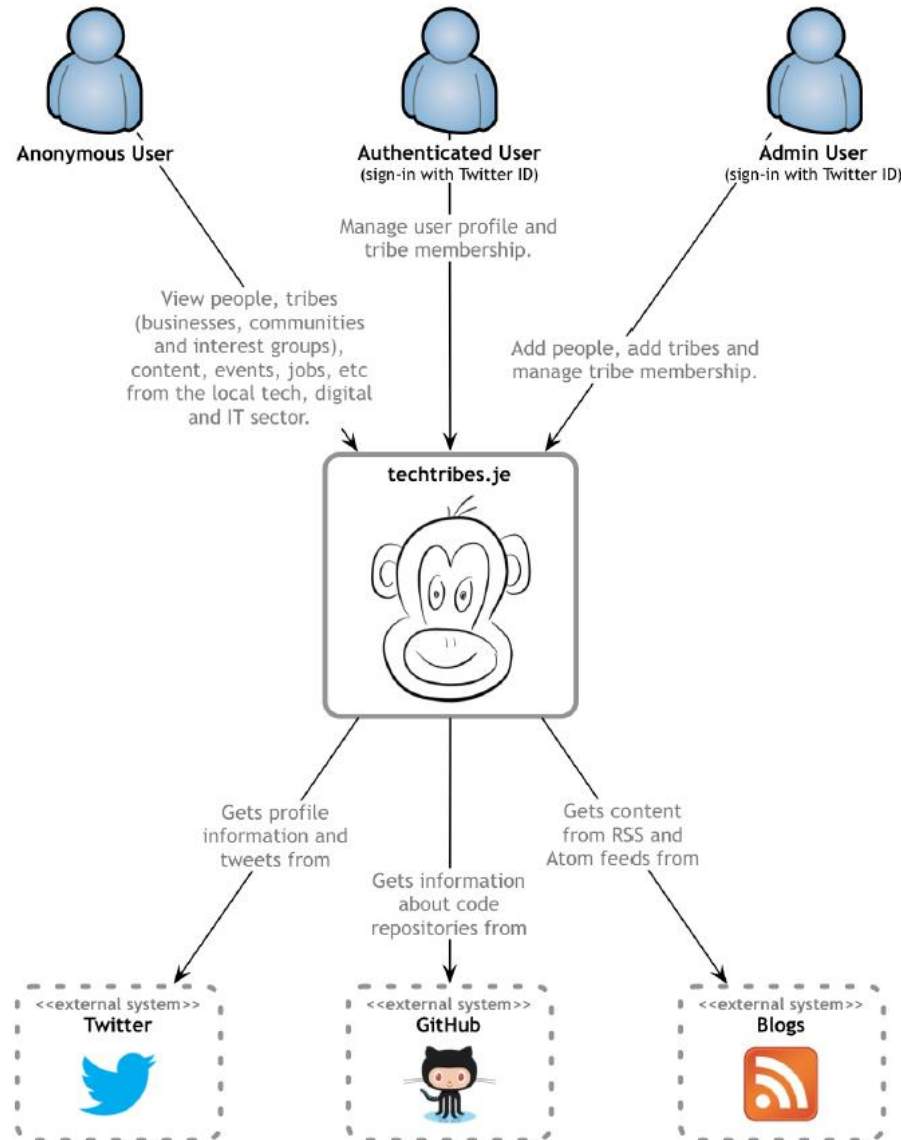 Anonymous User
Authenticated User
(sign-in with Twitter ID)
Admin User
(sign-in with Twitter ID)
Manage user profile and
tribe membership.
View people, tribes
(businesses, communities
and interest groups),
content, events, jobs, etc
from the local tech, digital
and IT sector.
Add people, add tribes and
manage tribe membership.
techtribes.je
Gets profile
information and
tweets from
Gets information
about code
repositories from
Gets content
from RSS and
Atom feeds from
<<external system>>
Twitter
<<external system>>
GitHub
<<external system>>
Blogs